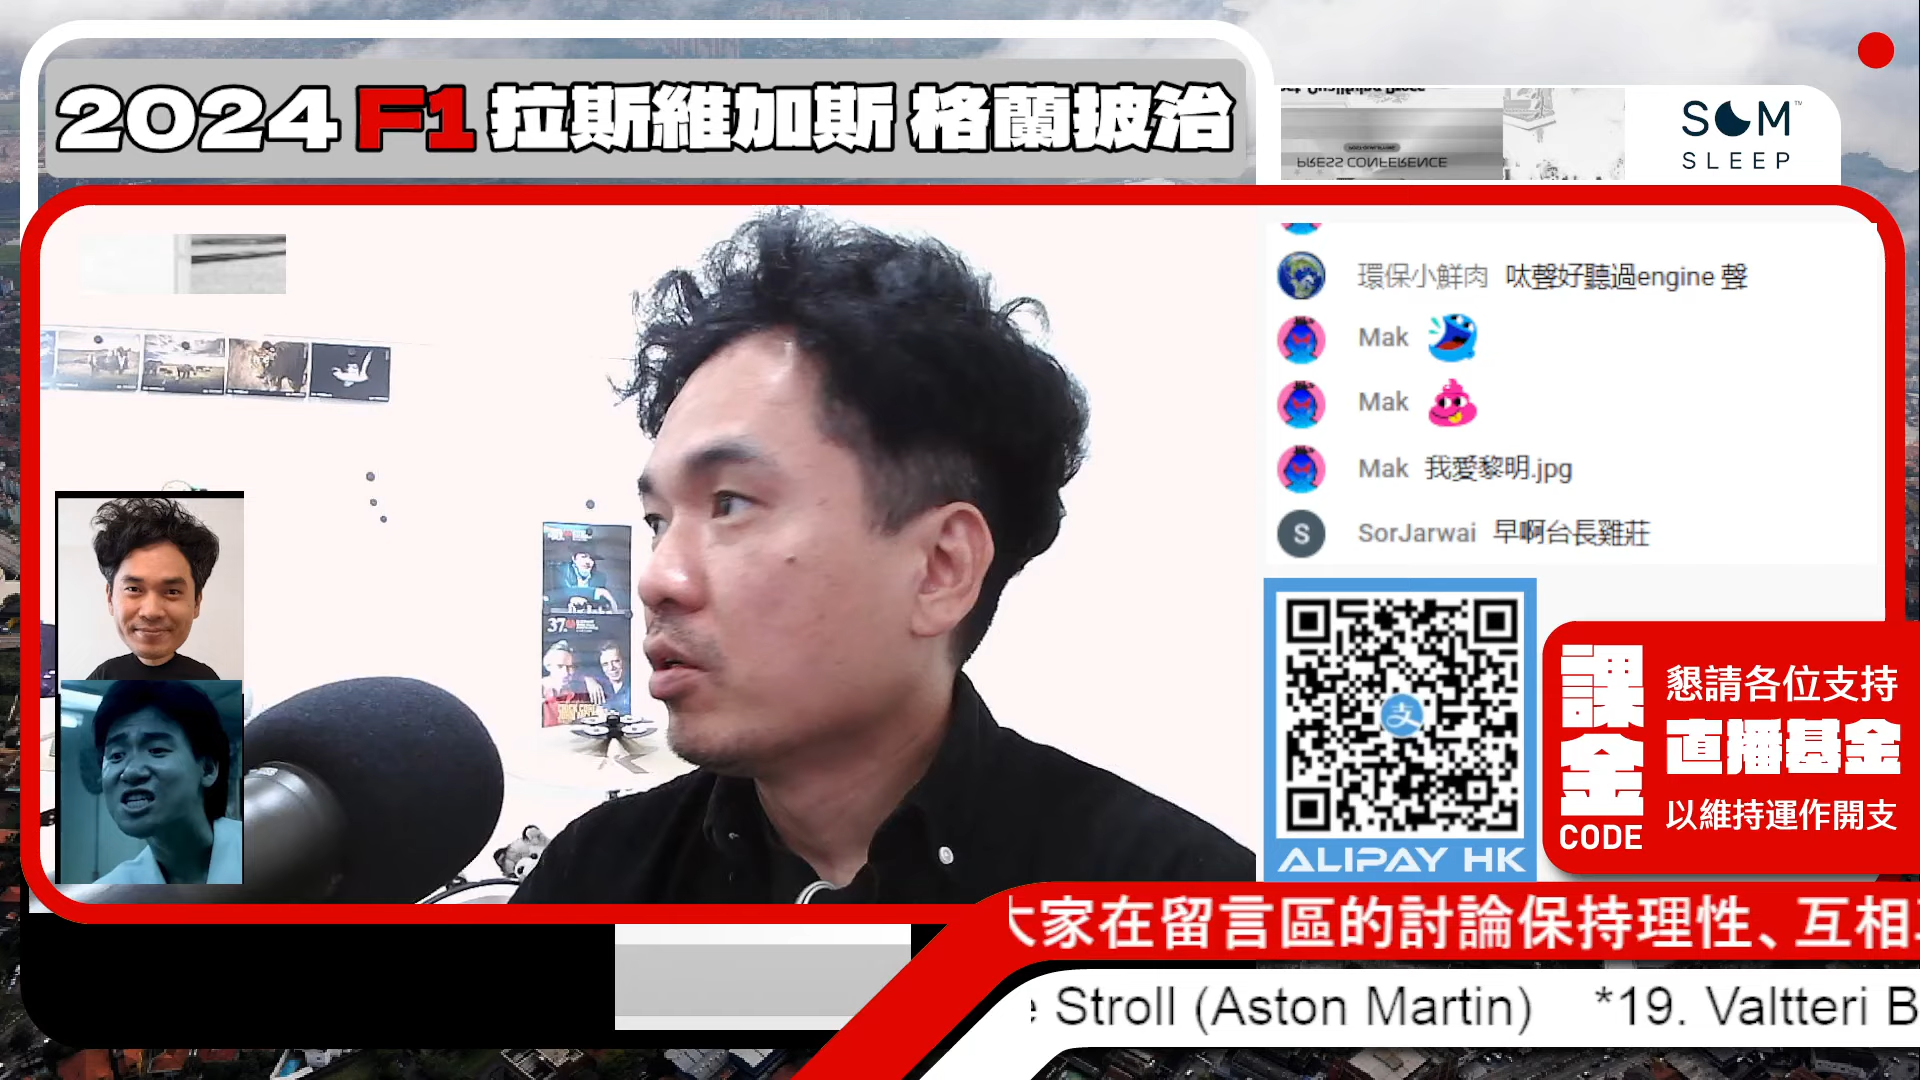 2024 F1 拉斯維加斯 格蘭披治
PRESS CONFERENCE
SOM
SLEEP
環保小鮮肉 呔聲好聽過engine 聲
Mak
Mak
Mak 我愛黎明.jpg
S SorJarwai 早啊台長雞莊
37
支
ALIPAY HK
課金
CODE
懇請各位支持
直播基金
以維持運作開支
大家在留言區的討論保持理性、互相
e Stroll (Aston Martin) *19. Valtteri B